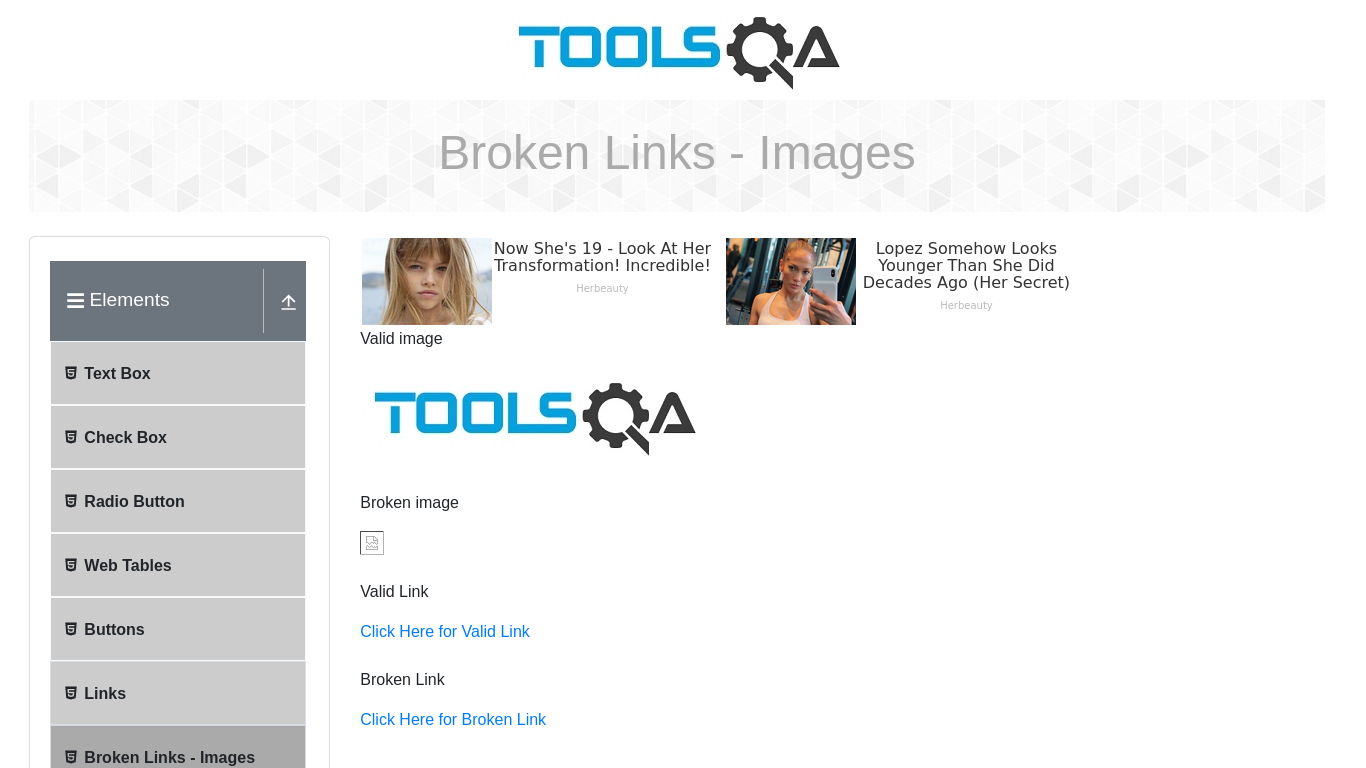 TOOLSQA
Broken Links - Images
Elements
Text Box
Check Box
Radio Button
Web Tables
Buttons
Links
Broken Links - Images
Now She's 19 - Look At Her
Transformation! Incredible!
Herbeauty
Lopez Somehow Looks
Younger Than She Did
Decades Ago (Her Secret)
Herbeauty
Valid image
TOOLSQA
Broken image
Valid Link
Click Here for Valid Link
Broken Link
Click Here for Broken Link